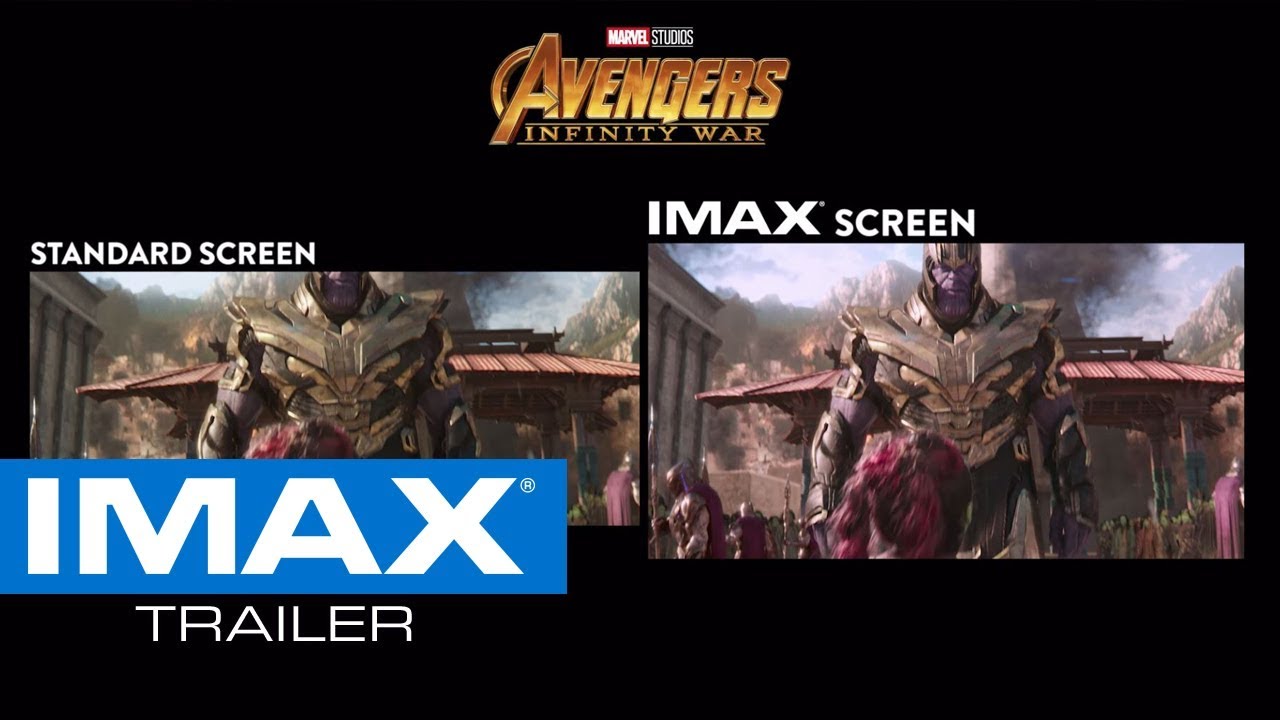 MARVEL STUDIOS
AVENGERS
INFINITY WAR
STANDARD SCREEN
IMAX® SCREEN
IMAX®
TRAILER